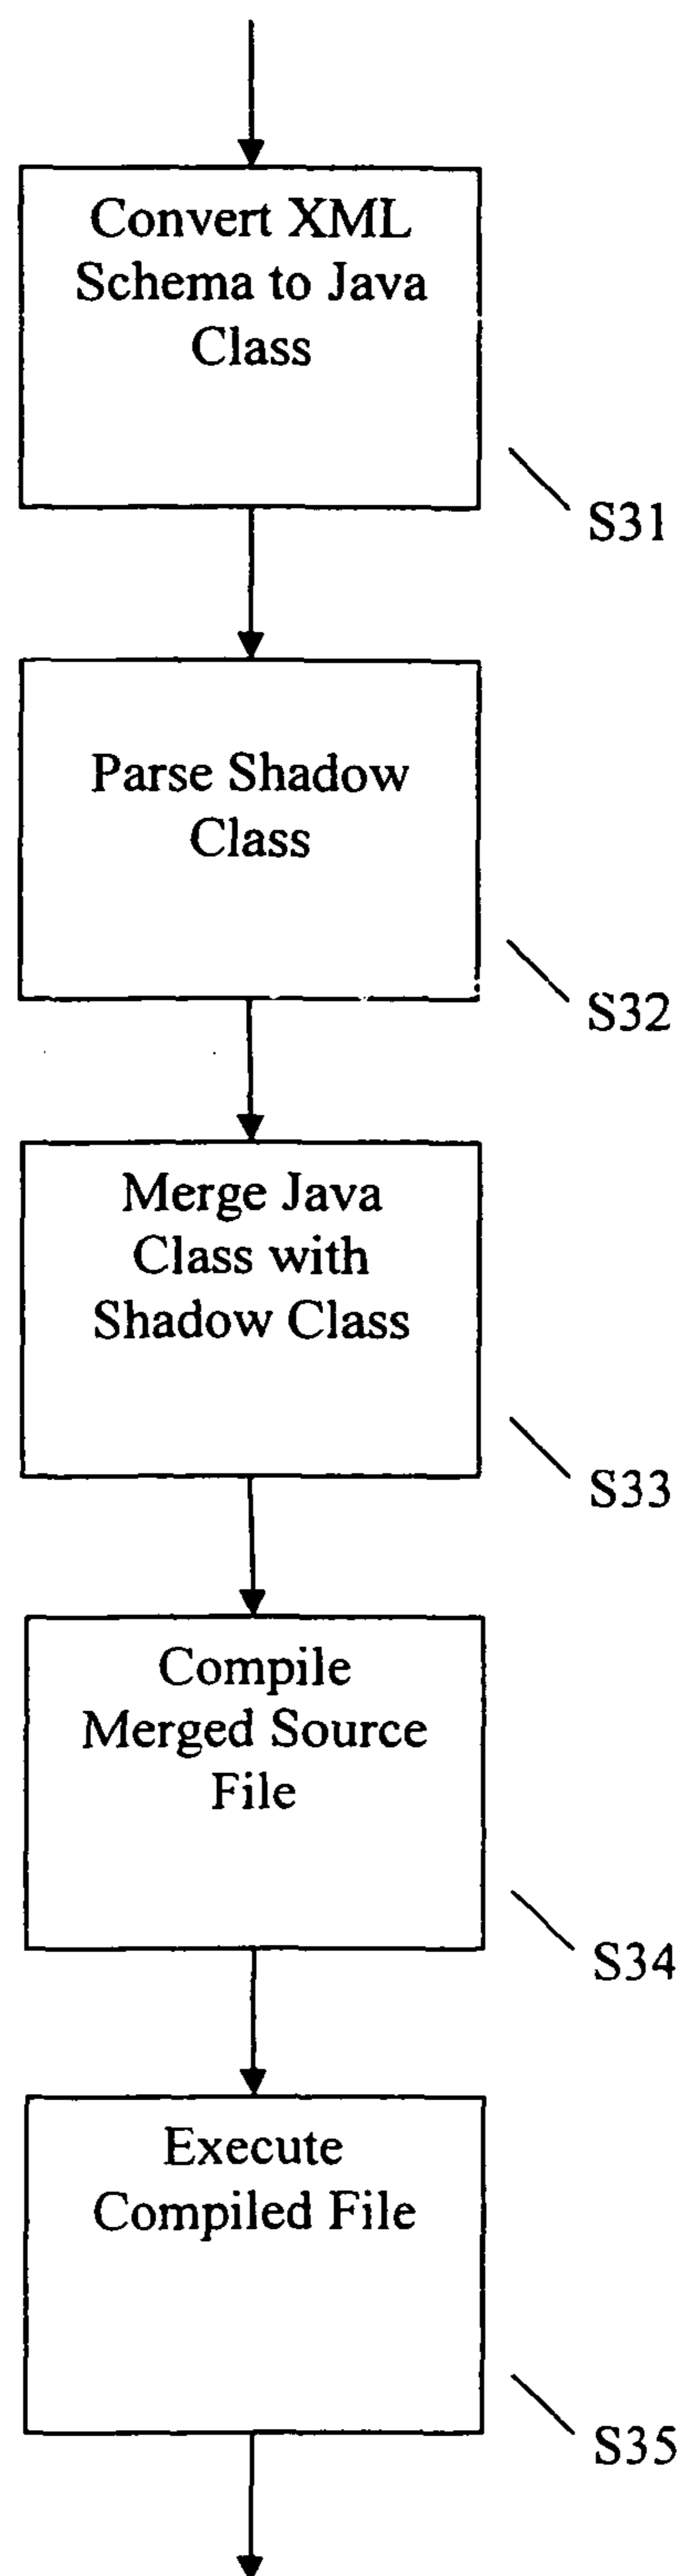 Convert XML
Schema to Java
Class
S31
Parse Shadow
Class
S32
Merge Java
Class with
Shadow Class
S33
Compile
Merged Source
File
S34
Execute
Compiled File
S35